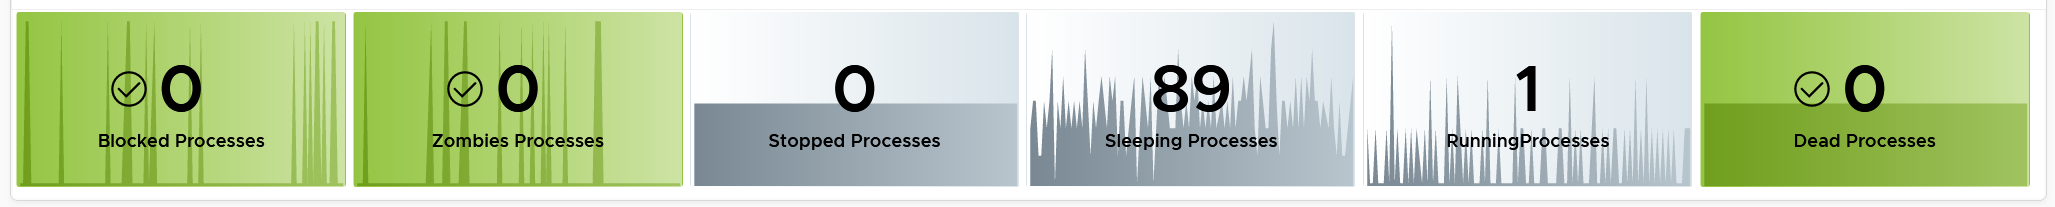 0
Blocked Processes
0
Zombies Processes
0
Stopped Processes
89
Sleeping Processes
1
RunningProcesses
0
Dead Processes